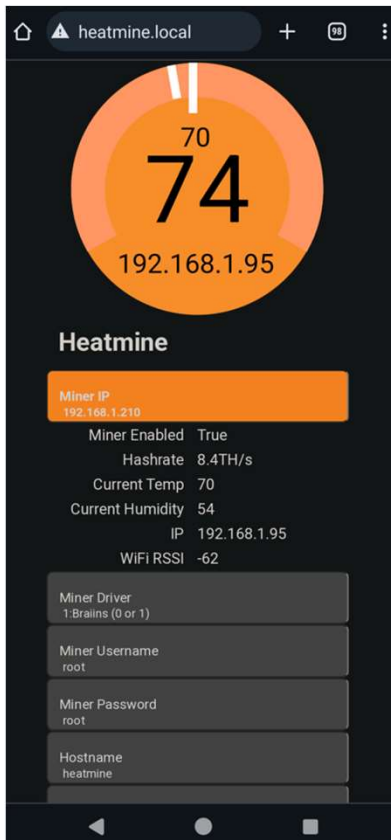 heatmine.local
98
70
74
192.168.1.95
Heatmine
Miner IP
192.168.1.210
Miner Enabled True
Hashrate 8.4TH/s
Current Temp 70
Current Humidity 54
IP 192.168.1.95
WiFi RSSI -62
Miner Driver
1:Braiins (0 or 1)
Miner Username
root
Miner Password
root
Hostname
heatmine